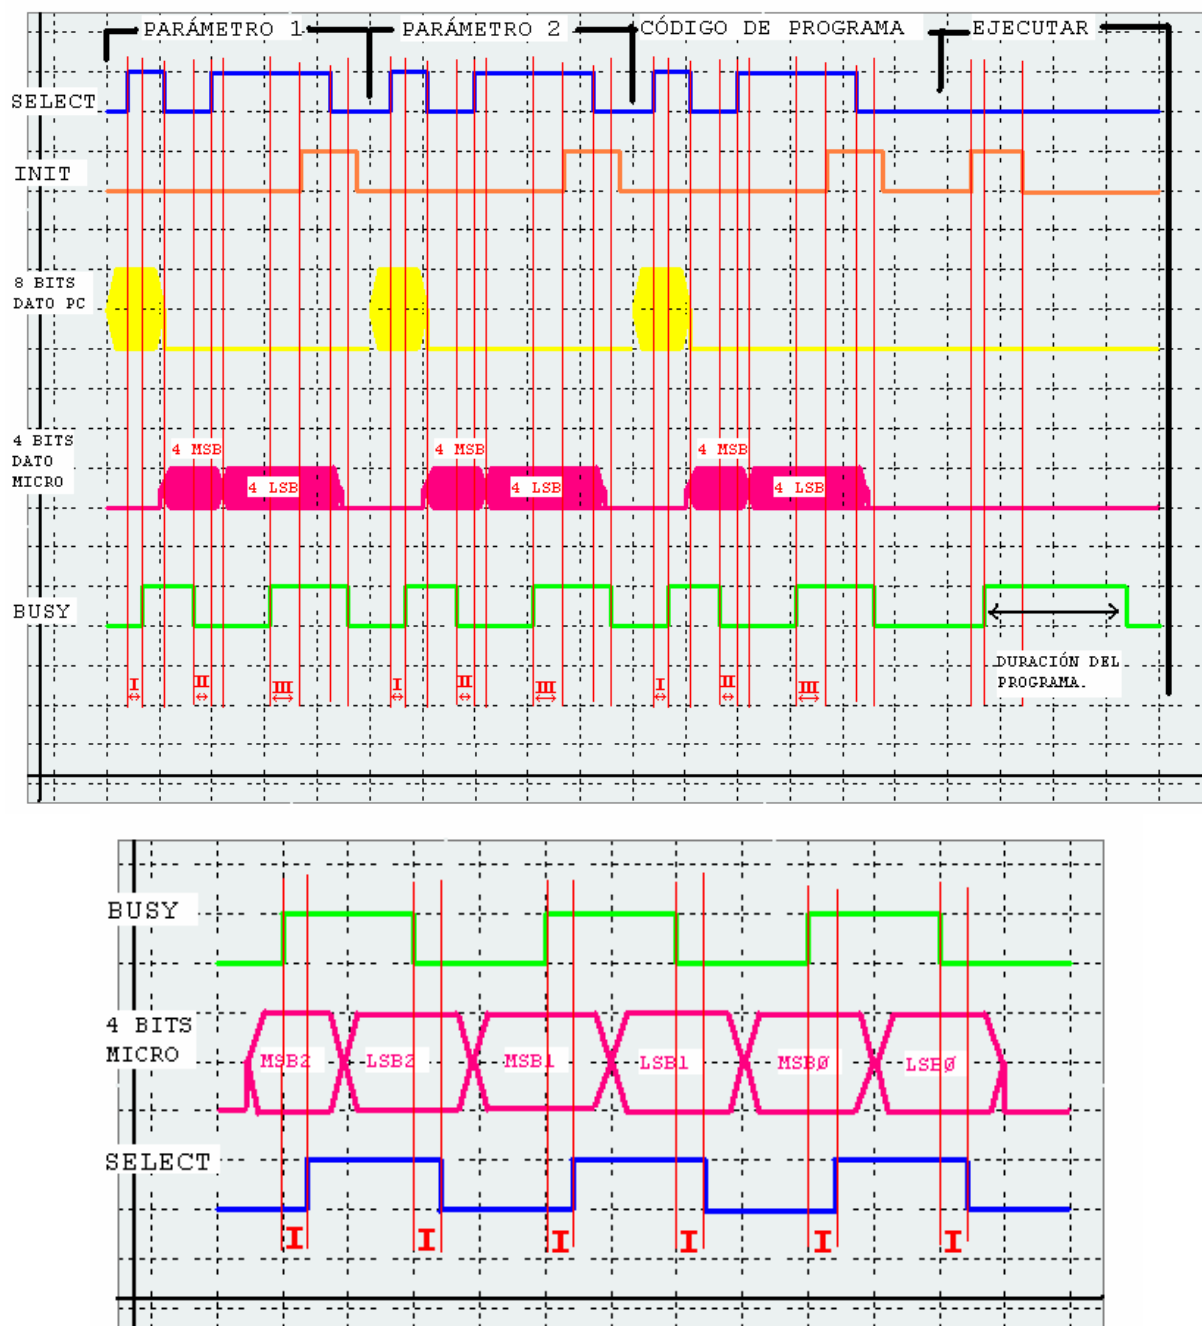 PARÁMETRO 1 PARÁMETRO 2 CÓDIGO DE PROGRAMA EJECUTAR
SELECT
INIT
8 BITS
DATO PC
4 BITS
DATO
MICRO
4 MSB 4 MSB 4 MSB
4 LSB 4 LSB 4 LSB
BUSY
DURACIÓN DEL
PROGRAMA.
I II III I II III I II III
BUSY
4 BITS
MICRO
MSB2 LSB2 MSB1 LSB1 MSBØ LSBØ
SELECT
I I I I I I